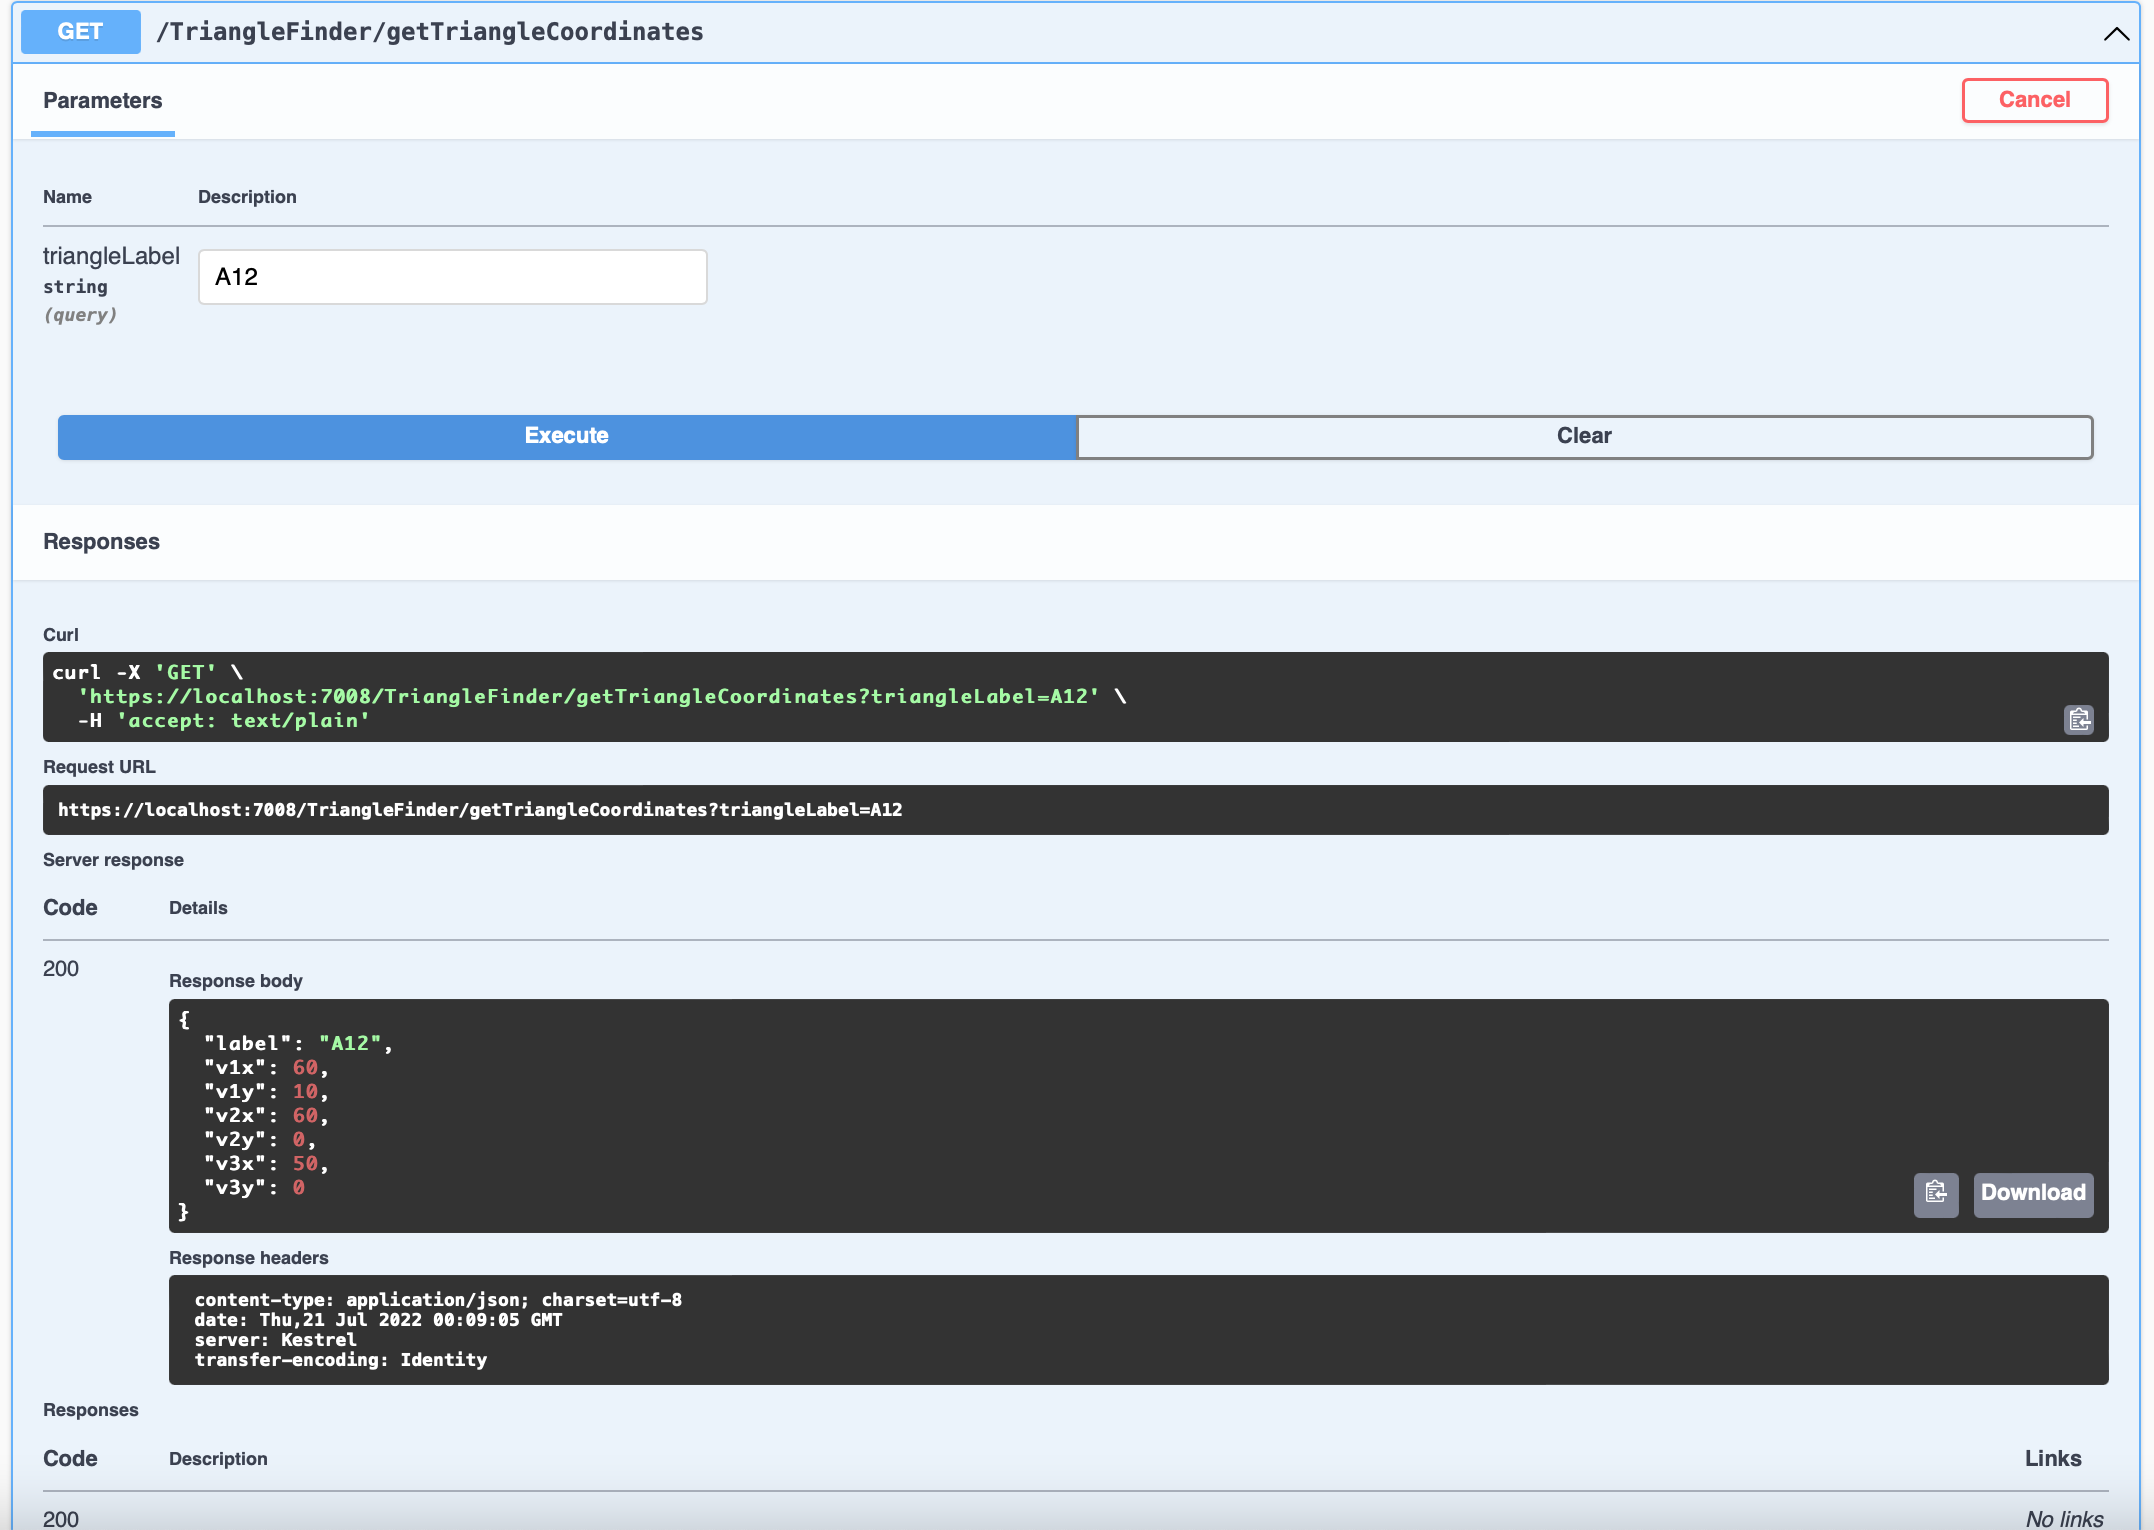 GET /TriangleFinder/getTriangleCoordinates
Parameters
Cancel
Name Description
triangleLabel
string
(query)
A12
Execute
Clear
Responses
Curl
curl -X 'GET' \
'https://localhost:7008/TriangleFinder/getTriangleCoordinates?triangleLabel=A12' \
-H 'accept: text/plain'
Request URL
https://localhost:7008/TriangleFinder/getTriangleCoordinates?triangleLabel=A12
Server response
Code Details
200
Response body
{
"label": "A12",
"v1x": 60,
"v1y": 10,
"v2x": 60,
"v2y": 0,
"v3x": 50,
"v3y": 0
}
Download
Response headers
content-type: application/json; charset=utf-8
date: Thu,21 Jul 2022 00:09:05 GMT
server: Kestrel
transfer-encoding: Identity
Responses
Code Description Links
200 No links